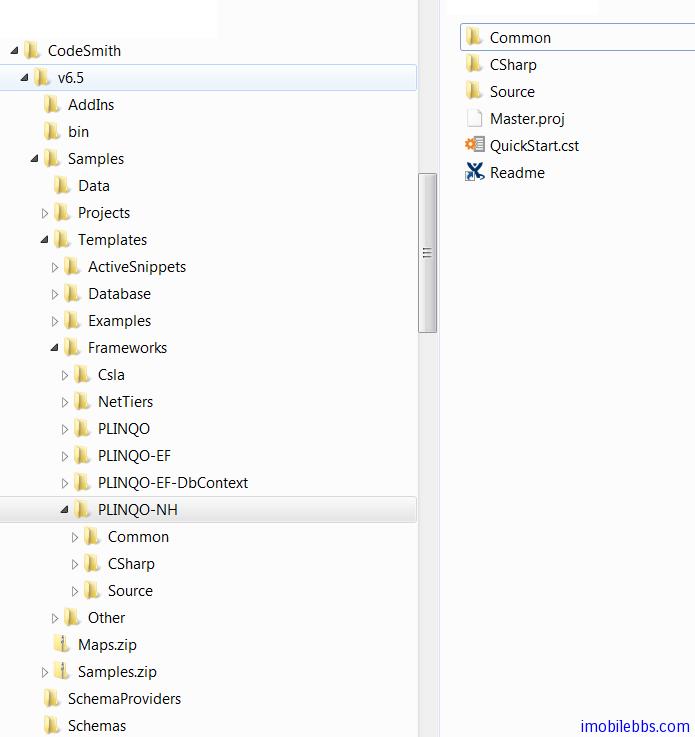 CodeSmith
v6.5
AddIns
bin
Samples
Data
Projects
Templates
ActiveSnippets
Database
Examples
Frameworks
Csla
NetTiers
PLINQO
PLINQO-EF
PLINQO-EF-DbContext
PLINQO-NH
Common
CSharp
Source
Other
Maps.zip
Samples.zip
SchemaProviders
Schemas
Common
CSharp
Source
Master.proj
QuickStart.cst
Readme
imobilebbs.com